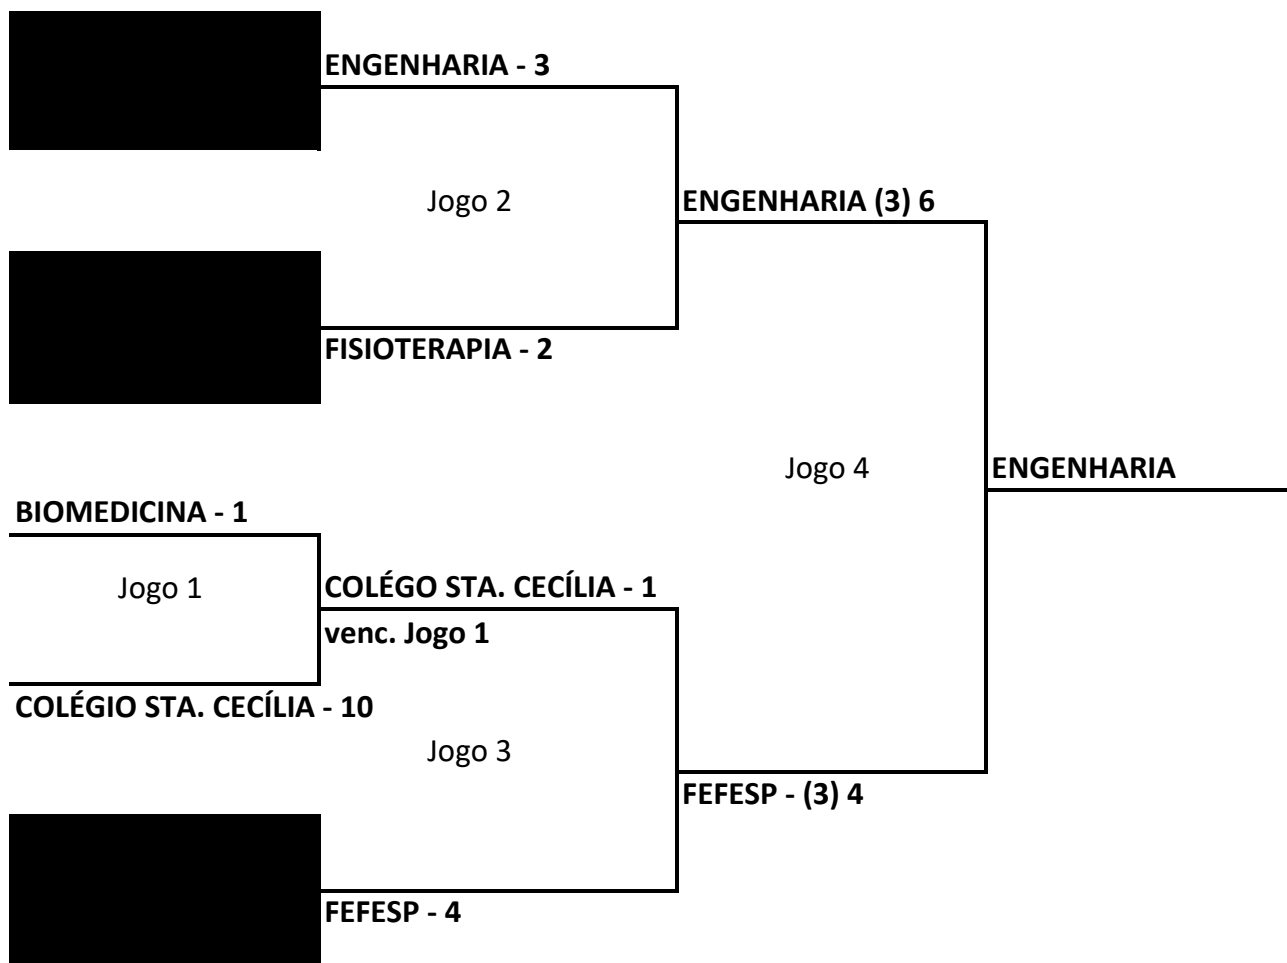 ENGENHARIA - 3
Jogo 2
ENGENHARIA (3) 6
FISIOTERAPIA - 2
Jogo 4
ENGENHARIA
BIOMEDICINA - 1
Jogo 1
COLÉGO STA. CECÍLIA - 1
venc. Jogo 1
COLÉGIO STA. CECÍLIA - 10
Jogo 3
FEFESP - (3) 4
FEFESP - 4